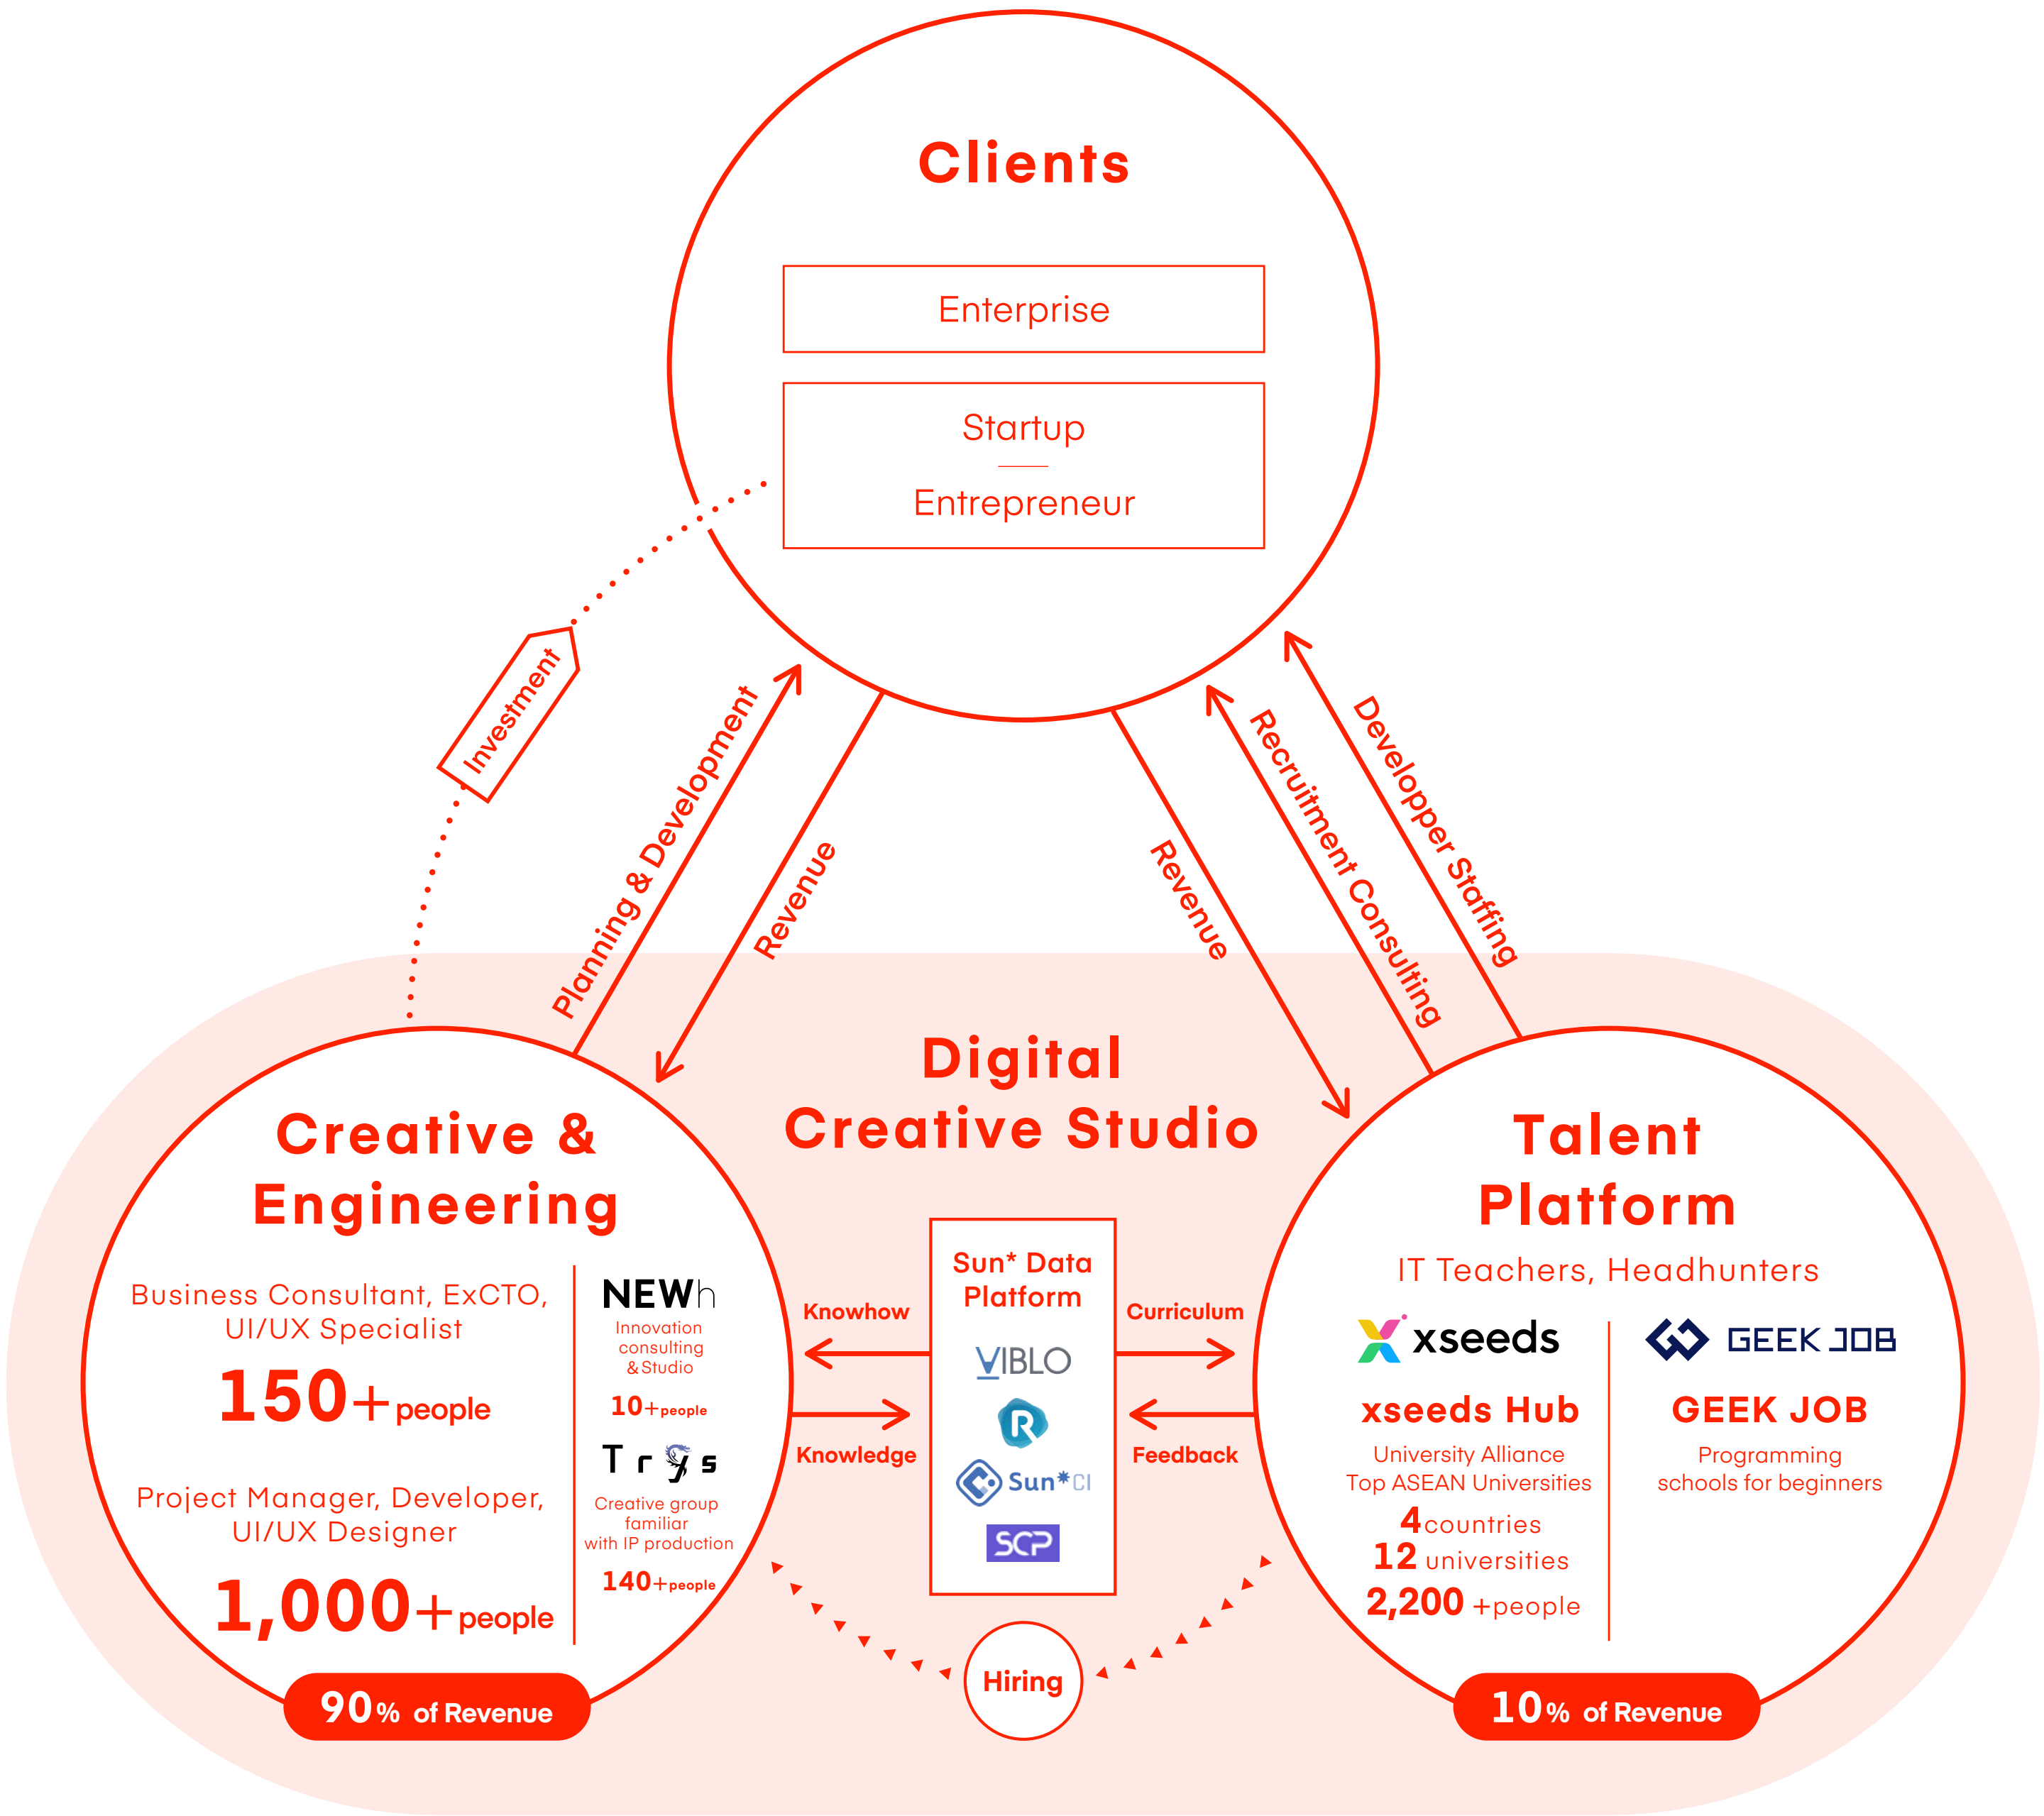 Clients
Enterprise
Startup
Entrepreneur
Investment
Planning & Development
Revenue
Revenue
Recruitment Consulting
Developper Staffing
Digital
Creative Studio
Creative &
Engineering
Business Consultant, ExCTO,
UI/UX Specialist
150+people
Project Manager, Developer,
UI/UX Designer
1,000+people
NEWh
Innovation
consulting
&Studio
10+people
Trys
Creative group
familiar
with IP production
140+people
90% of Revenue
Knowhow
Knowledge
Sun* Data
Platform
VIBLO
R
Sun*CI
SCP
Curriculum
Feedback
Hiring
Talent
Platform
IT Teachers, Headhunters
xseeds
xseeds Hub
University Alliance
Top ASEAN Universities
4countries
12 universities
2,200 +people
GEEK JOB
GEEK JOB
Programming
schools for beginners
10% of Revenue